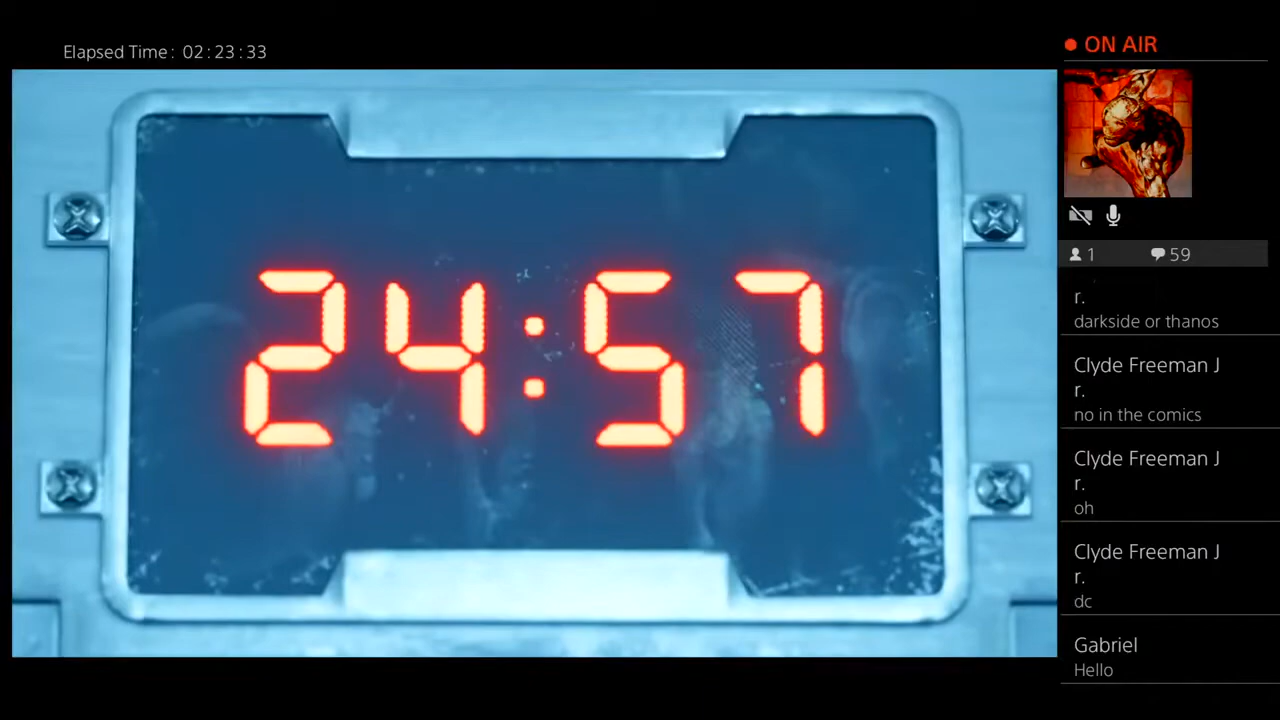 Elapsed Time: 02:23:33
ON AIR
24:57
1 59
r.
darkside or thanos
Clyde Freeman J
r.
no in the comics
Clyde Freeman J
r.
oh
Clyde Freeman J
r.
dc
Gabriel
Hello